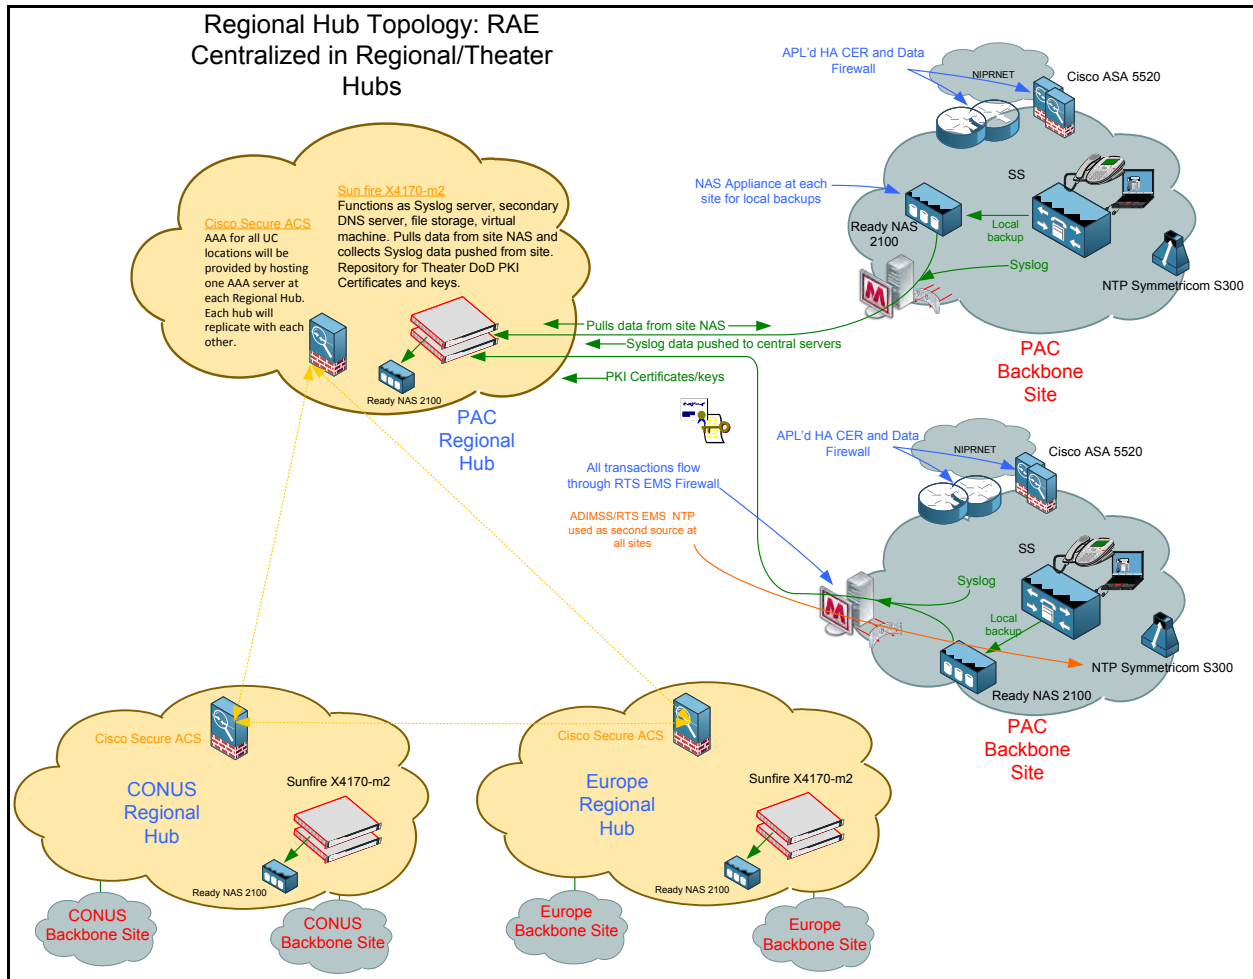 Regional Hub Topology: RAE
Centralized in Regional/Theater
Hubs
Cisco Secure ACS
AAA for all UC
locations will be
provided by hosting
one AAA server at
each Regional Hub.
Each hub will
replicate with each
other.
Sun fire X4170-m2
Functions as Syslog server, secondary
DNS server, file storage, virtual
machine. Pulls data from site NAS and
collects Syslog data pushed from site.
Repository for Theater DoD PKI
Certificates and keys.
Ready NAS 2100
PAC
Regional
Hub
Pulls data from site NAS
Syslog data pushed to central servers
PKI Certificates/keys
APL'd HA CER and Data
Firewall
NIPRNET
Cisco ASA 5520
NAS Appliance at each
site for local backups
SS
Ready NAS
2100
Local
backup
Syslog
NTP Symmetricom S300
PAC
Backbone
Site
All transactions flow
through RTS EMS Firewall
ADIMSS/RTS EMS NTP
used as second source at
all sites
APL'd HA CER and Data
Firewall
NIPRNET
Cisco ASA 5520
SS
Syslog
Local
backup
NTP Symmetricom S300
Ready NAS 2100
PAC
Backbone
Site
Cisco Secure ACS
CONUS
Regional
Hub
Sunfire X4170-m2
Ready NAS 2100
CONUS
Backbone Site
CONUS
Backbone Site
Cisco Secure ACS
Europe
Regional
Hub
Sunfire X4170-m2
Ready NAS 2100
Europe
Backbone Site
Europe
Backbone Site